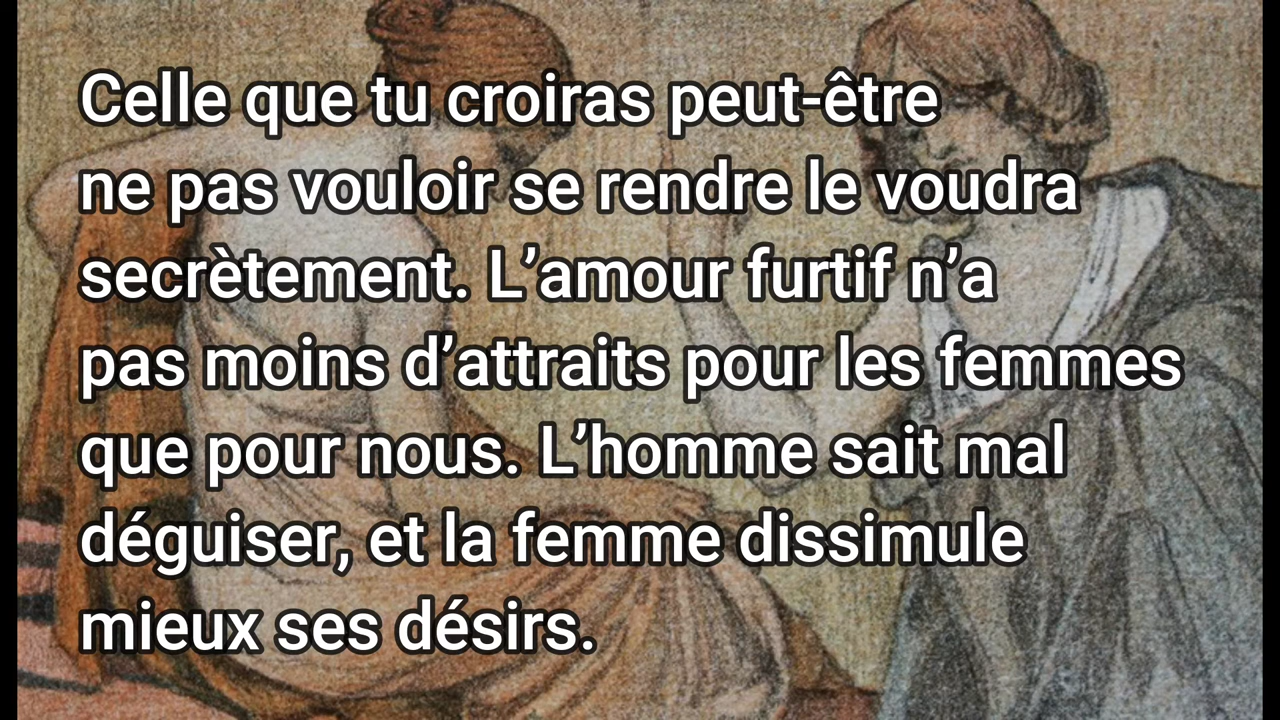 Celle que tu croiras peut-être
ne pas vouloir se rendre le voudra
secrètement. L’amour furtif n’a
pas moins d’attraits pour les femmes
que pour nous. L’homme sait mal
déguiser, et la femme dissimule
mieux ses désirs.